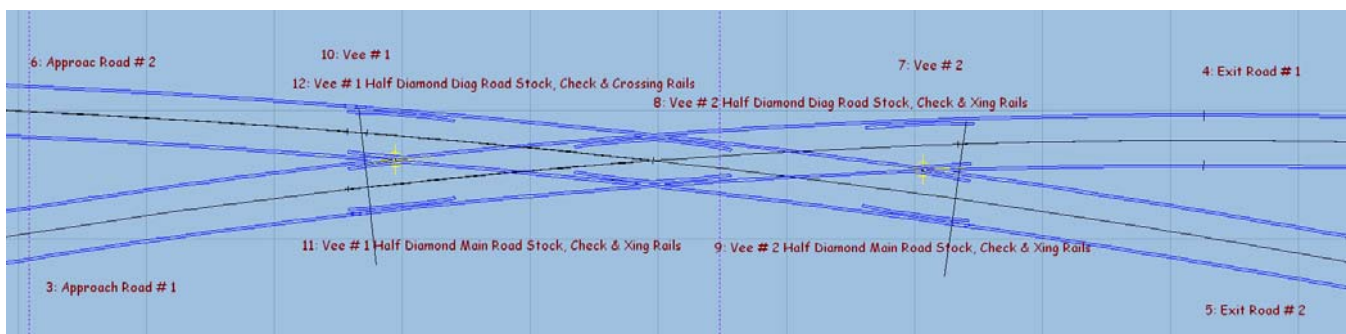 10: Vee # 1
6: Approac Road # 2
7: Vee # 2
4: Exit Road # 1
12: Vee # 1 Half Diamond Diag Road Stock, Check & Crossing Rails
8: Vee # 2 Half Diamond Diag Road Stock, Check & Xing Rails
11: Vee # 1 Half Diamond Main Road Stock, Check & Xing Rails
9: Vee # 2 Half Diamond Main Road Stock, Check & Xing Rails
3: Approach Road # 1
5: Exit Road # 2